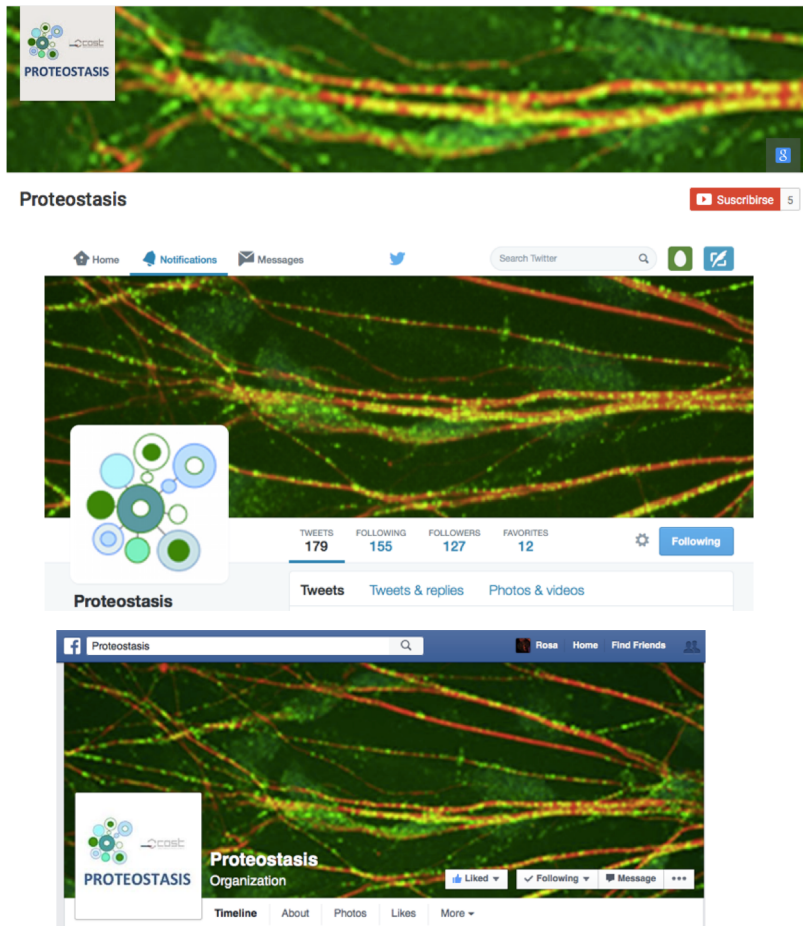 cost
PROTEOSTASIS
8
Proteostasis
Suscribirse 5
Home Notifications Messages Search Twitter
TWEETS FOLLOWING FOLLOWERS FAVORITES
179 155 127 12
Following
Tweets Tweets & replies Photos & videos
Proteostasis
f Proteostasis Rosa Home Find Friends
cost
PROTEOSTASIS
Proteostasis
Organization
Liked Following Message
Timeline About Photos Likes More